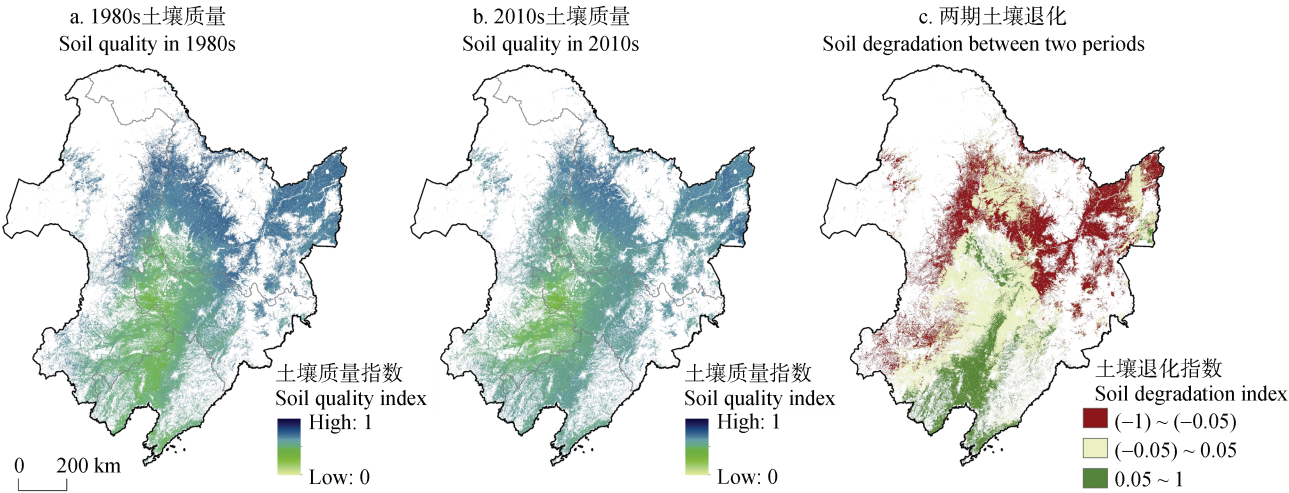 a. 1980s土壤质量
Soil quality in 1980s
b. 2010s土壤质量
Soil quality in 2010s
c. 两期土壤退化
Soil degradation between two periods
土壤质量指数
Soil quality index
High: 1
Low: 0
0 200 km
土壤质量指数
Soil quality index
High: 1
Low: 0
土壤退化指数
Soil degradation index
(−1) ~ (−0.05)
(−0.05) ~ 0.05
0.05 ~ 1